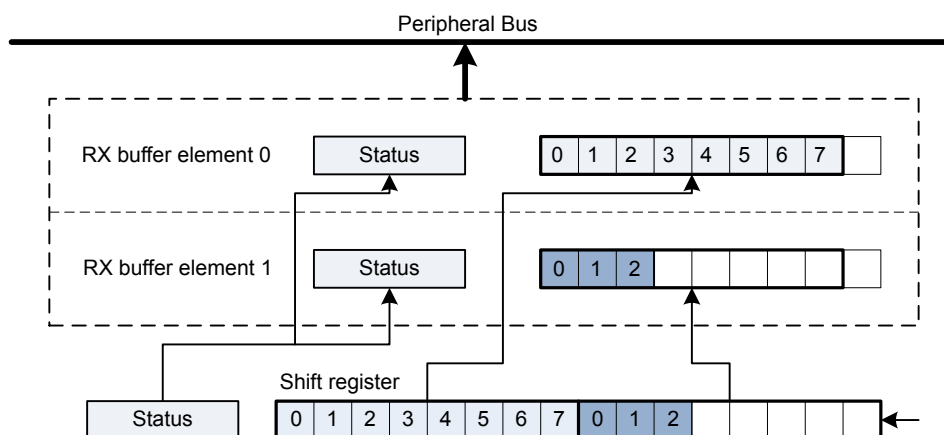 Peripheral Bus
RX buffer element 0 Status 0 1 2 3 4 5 6 7
RX buffer element 1 Status 0 1 2
Shift register
Status 0 1 2 3 4 5 6 7 0 1 2